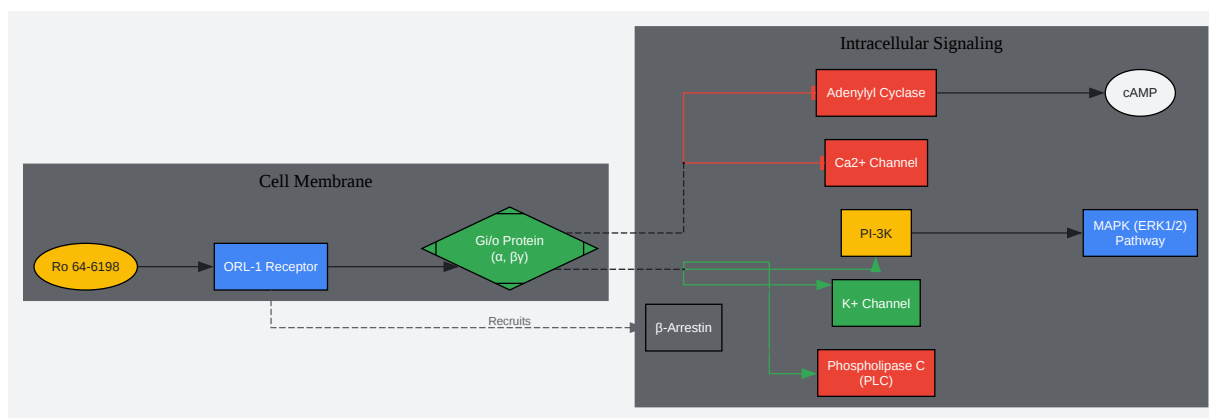 Intracellular Signaling
Adenylyl Cyclase
cAMP
Ca2+ Channel
Cell Membrane
Ro 64-6198
ORL-1 Receptor
Gi/o Protein
(α, βγ)
PI-3K
MAPK (ERK1/2)
Pathway
K+ Channel
Recruits
β-Arrestin
Phospholipase C
(PLC)